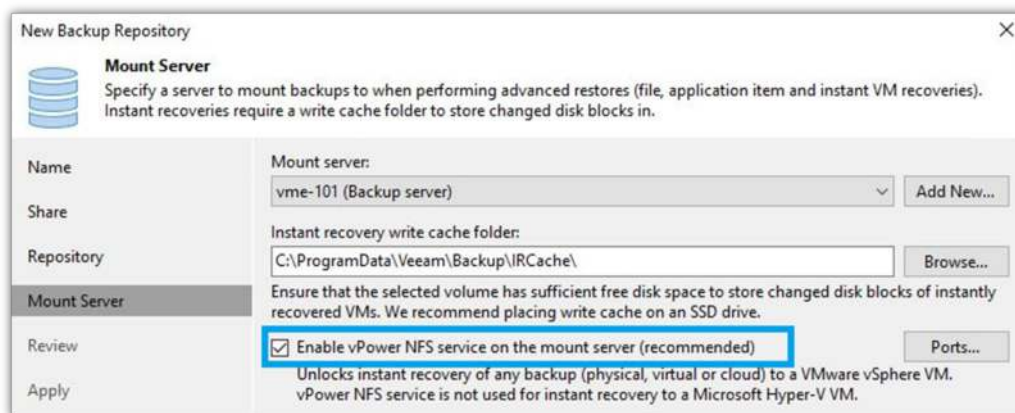 New Backup Repository
Mount Server
Specify a server to mount backups to when performing advanced restores (file, application item and instant VM recoveries).
Instant recoveries require a write cache folder to store changed disk blocks in.
Name
Share
Repository
Mount Server
Review
Apply
Mount server:
vme-101 (Backup server)
Add New...
Instant recovery write cache folder:
C:\ProgramData\Veeam\Backup\IRCache\
Browse...
Ensure that the selected volume has sufficient free disk space to store changed disk blocks of instantly
recovered VMs. We recommend placing write cache on an SSD drive.
Enable vPower NFS service on the mount server (recommended)
Ports...
Unlocks instant recovery of any backup (physical, virtual or cloud) to a VMware vSphere VM.
vPower NFS service is not used for instant recovery to a Microsoft Hyper-V VM.